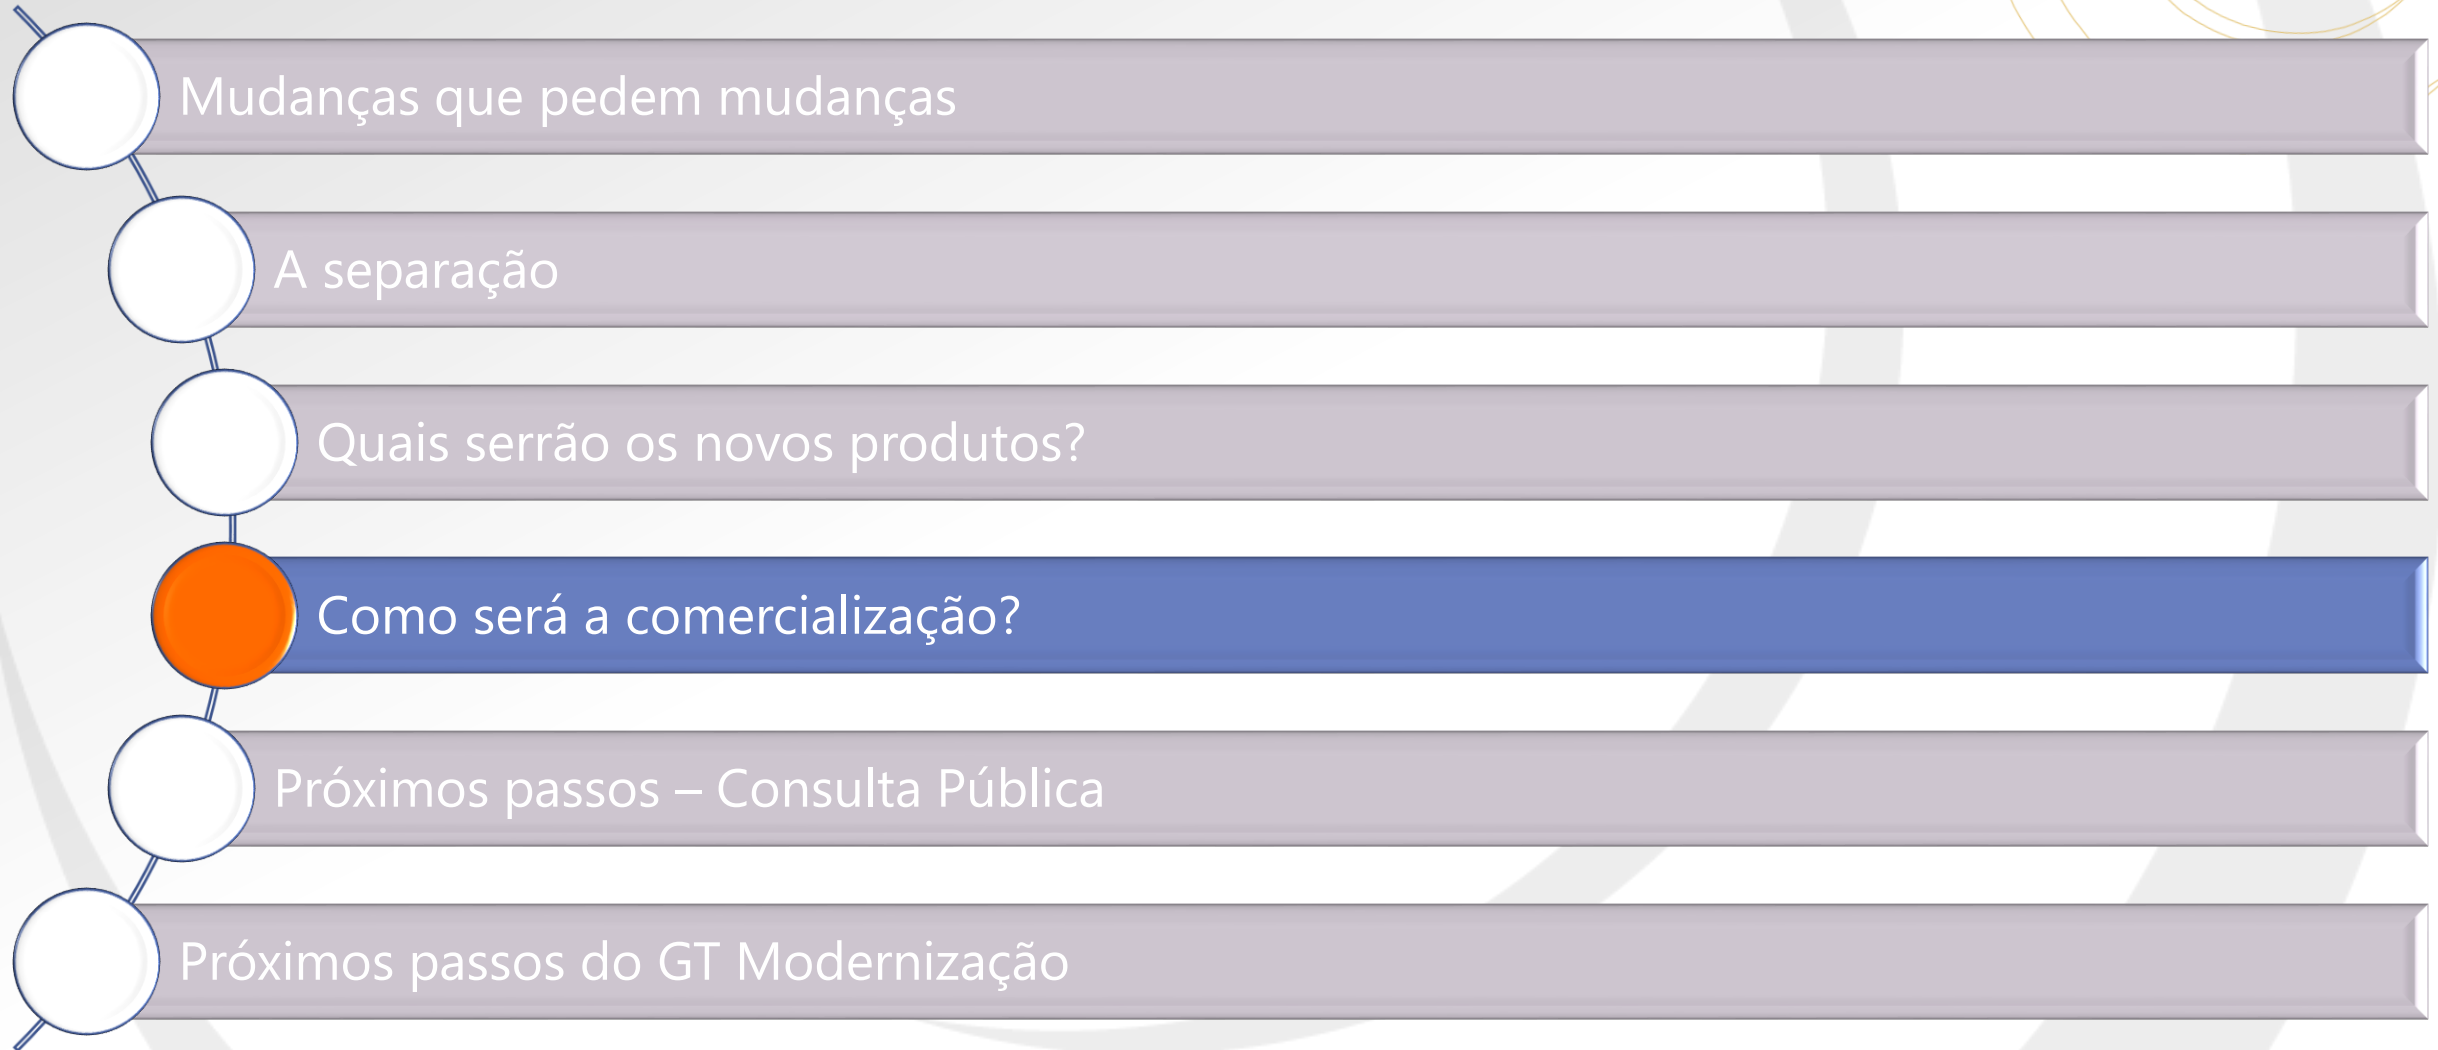 Mudanças que pedem mudanças
A separação
Quais serrão os novos produtos?
Como será a comercialização?
Próximos passos – Consulta Pública
Próximos passos do GT Modernização